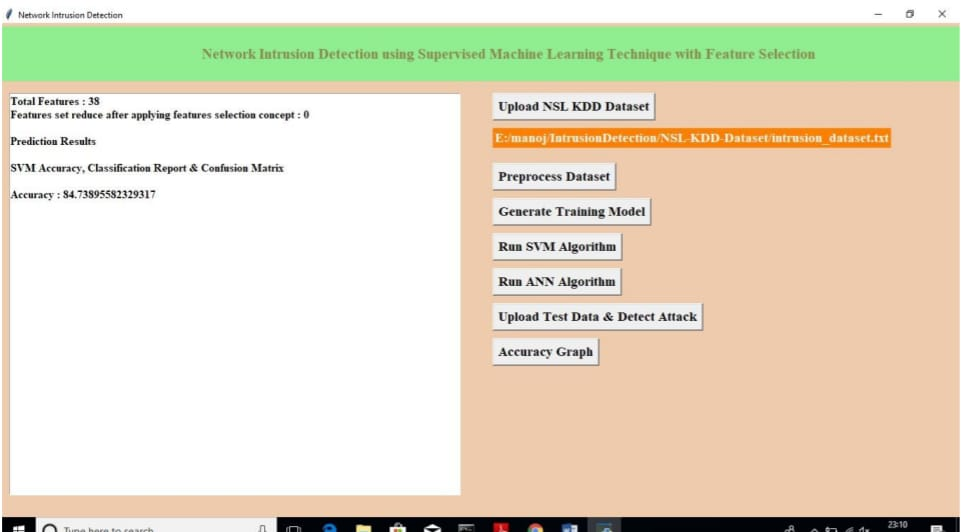 Network Intrusion Detection
Network Intrusion Detection using Supervised Machine Learning Technique with Feature Selection
Total Features : 38
Features set reduce after applying features selection concept : 0
Prediction Results
SVM Accuracy, Classification Report & Confusion Matrix
Accuracy : 84.73895582329317
Upload NSL KDD Dataset
E:/manoj/IntrusionDetection/NSL-KDD-Dataset/intrusion_dataset.txt
Preprocess Dataset
Generate Training Model
Run SVM Algorithm
Run ANN Algorithm
Upload Test Data & Detect Attack
Accuracy Graph
Type here to search
23:10